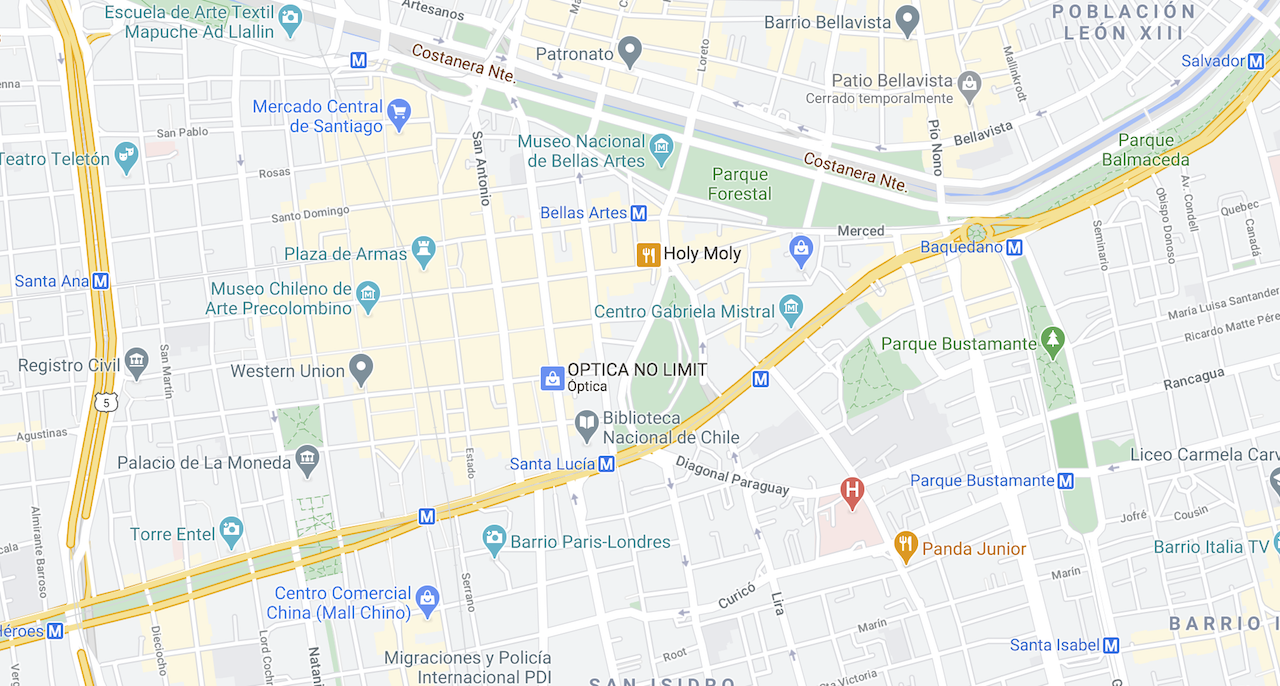 Escuela de Arte Textil
Mapuche Ad Llallin
Artesanos
Barrio Bellavista
POBLACIÓN
LEÓN XIII
Patronato
Costanera Nte.
Loreto
M
Salvador M
Mallinkrodt
Patio Bellavista
Cerrado temporalmente
Mercado Central
de Santiago
San Pablo
San Antonio
Museo Nacional
de Bellas Artes
Pío Nono
Bellavista
Parque
Balmaceda
Teatro Teletón
Rosas
Costanera Nte.
Parque
Forestal
Santo Domingo
Bellas Artes M
Obispo Donoso
Av. Condell
Quebec
Seminario
Canadá
Merced
Plaza de Armas
Holy Moly
Baquedano M
Santa Ana M
Museo Chileno de
Arte Precolombino
Centro Gabriela Mistral
María Luisa Santander
Ricardo Matte Pére
Parque Bustamante
Registro Civil
San Martín
Western Union
OPTICA NO LIMIT
Óptica
M
Rancagua
5
Agustinas
Biblioteca
Nacional de Chile
Palacio de La Moneda
Estado
Santa Lucía M
Diagonal Paraguay
H
Liceo Carmela Carv
Parque Bustamante M
Almirante Barroso
M
Torre Entel
Barrio Paris-Londres
Panda Junior
Jofré
Cousin
Barrio Italia TV
Centro Comercial
China (Mall Chino)
Serrano
Curicó
Lira
Marín
Marín
Héroes M
Dieciocho
Lord Coch
Natani
Migraciones y Policía
Internacional PDI
Root
Sta Victoria
Santa Isabel M
BARRIO I
SAN ISIDRO